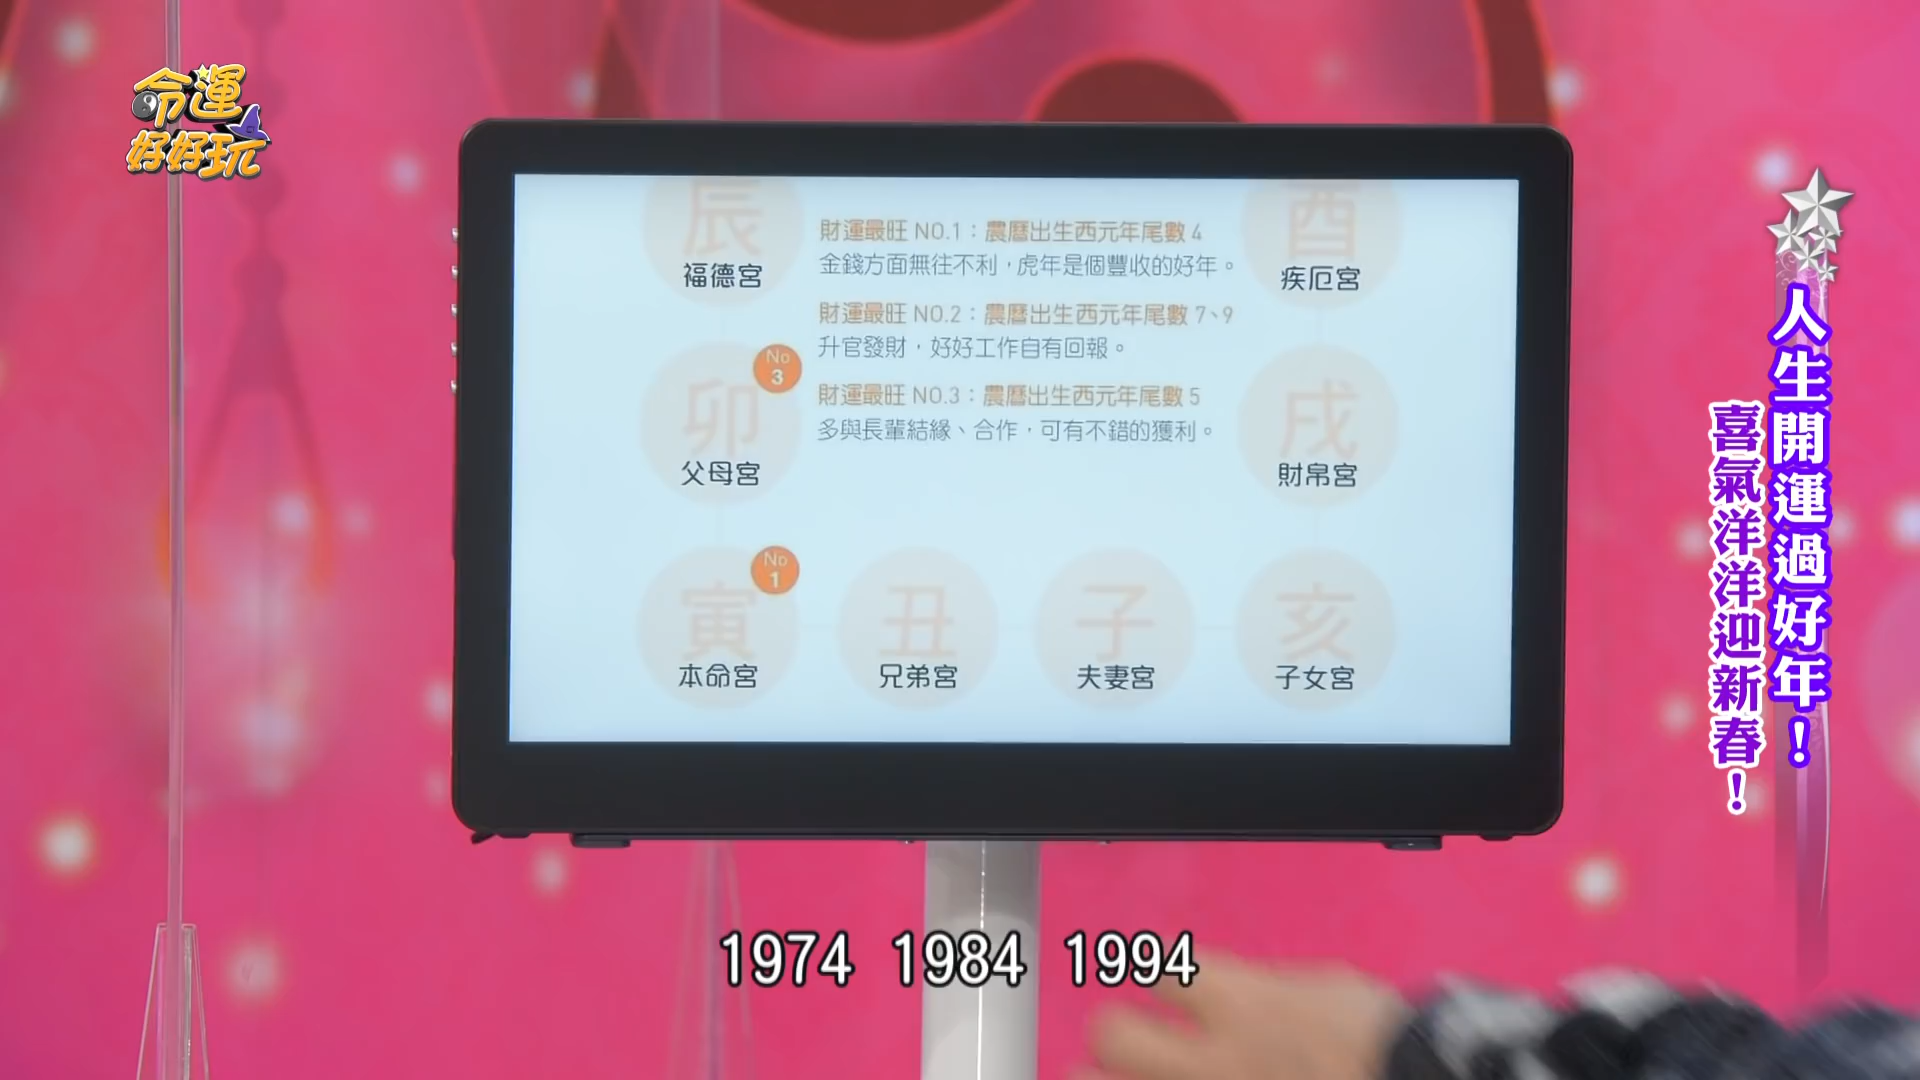 命運
好好玩
辰
福德宮
財運最旺 NO.1：農曆出生西元年尾數 4
金錢方面無往不利，虎年是個豐收的好年。
財運最旺 NO.2：農曆出生西元年尾數 7、9
升官發財，好好工作自有回報。
財運最旺 NO.3：農曆出生西元年尾數 5
多與長輩結緣、合作，可有不錯的獲利。
酉
疾厄宮
No
3
卯
父母宮
戌
財帛宮
No
1
寅
本命宮
丑
兄弟宮
子
夫妻宮
亥
子女宮
人生開運過好年！
喜氣洋洋迎新春！
1974 1984 1994